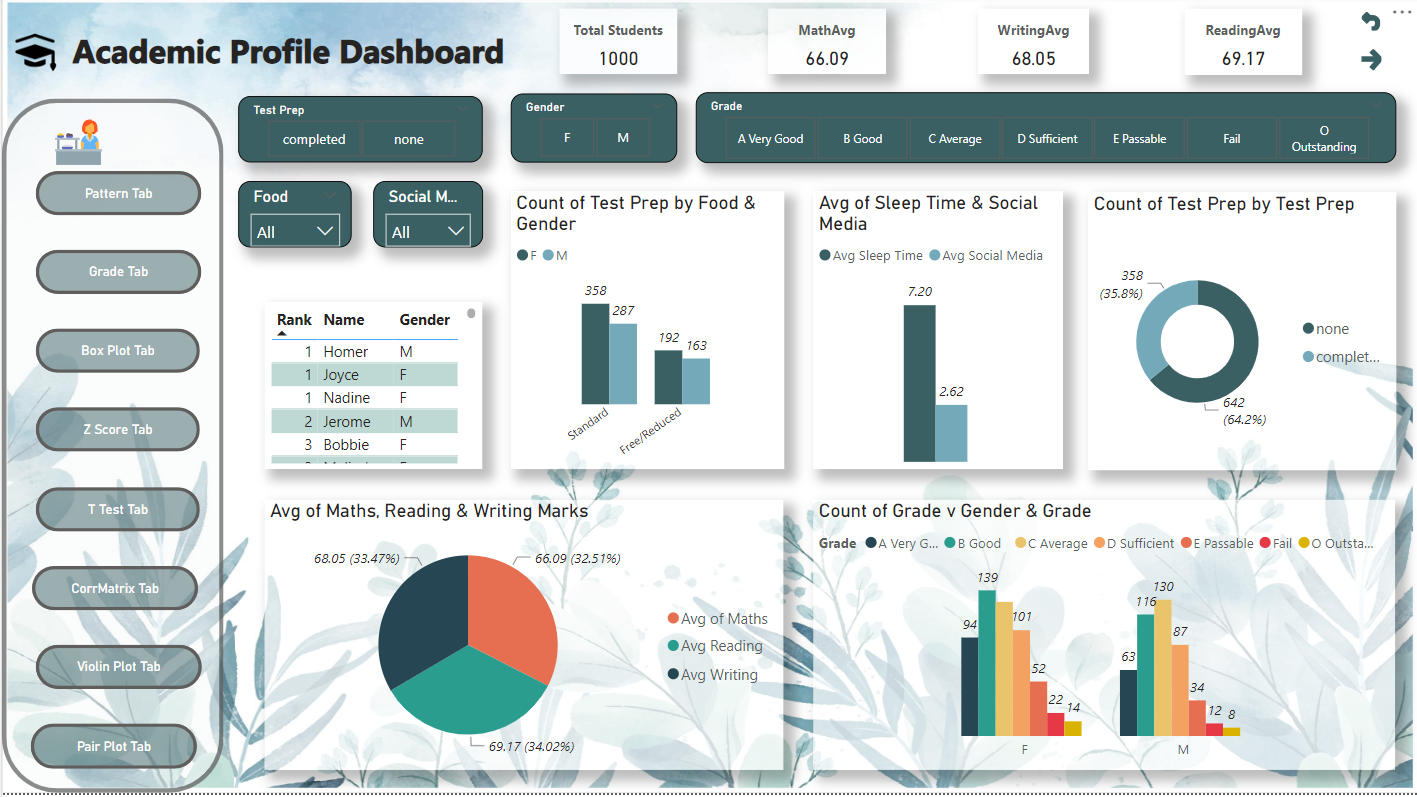 Academic Profile Dashboard
Total Students
1000
MathAvg
66.09
WritingAvg
68.05
ReadingAvg
69.17
Test Prep
completed none
Gender
F M
Grade
A Very Good B Good C Average D Sufficient E Passable Fail O Outstanding
Pattern Tab
Grade Tab
Box Plot Tab
Z Score Tab
T Test Tab
CorrMatrix Tab
Violin Plot Tab
Pair Plot Tab
Food
All
Social M...
All
Rank Name Gender
1 Homer M
1 Joyce F
1 Nadine F
2 Jerome M
3 Bobbie F
Count of Test Prep by Food &
Gender
F M
358
287
192
163
Standard
Free/Reduced
Avg of Sleep Time & Social
Media
Avg Sleep Time Avg Social Media
7.20
2.62
Count of Test Prep by Test Prep
358
(35.8%)
642
(64.2%)
none
complet...
Avg of Maths, Reading & Writing Marks
68.05 (33.47%)
66.09 (32.51%)
69.17 (34.02%)
Avg of Maths
Avg Reading
Avg Writing
Count of Grade v Gender & Grade
Grade A Very G... B Good C Average D Sufficient E Passable Fail O Outsta...
94
139
101
52
22
14
F
63
116
130
87
34
12
8
M